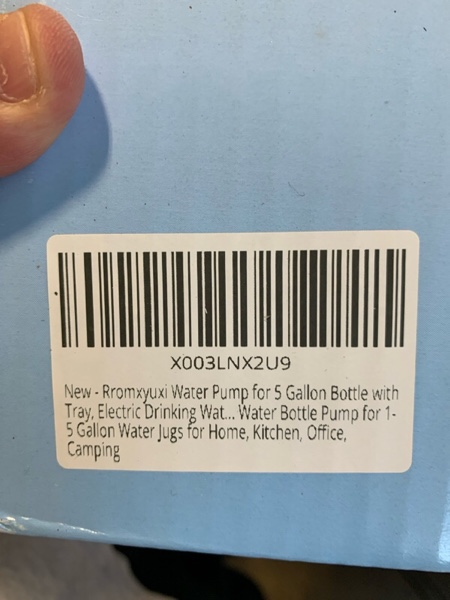 X003LNX2U9
New - Rromxyuxi Water Pump for 5 Gallon Bottle with
Tray, Electric Drinking Wat... Water Bottle Pump for 1-
5 Gallon Water Jugs for Home, Kitchen, Office,
Camping